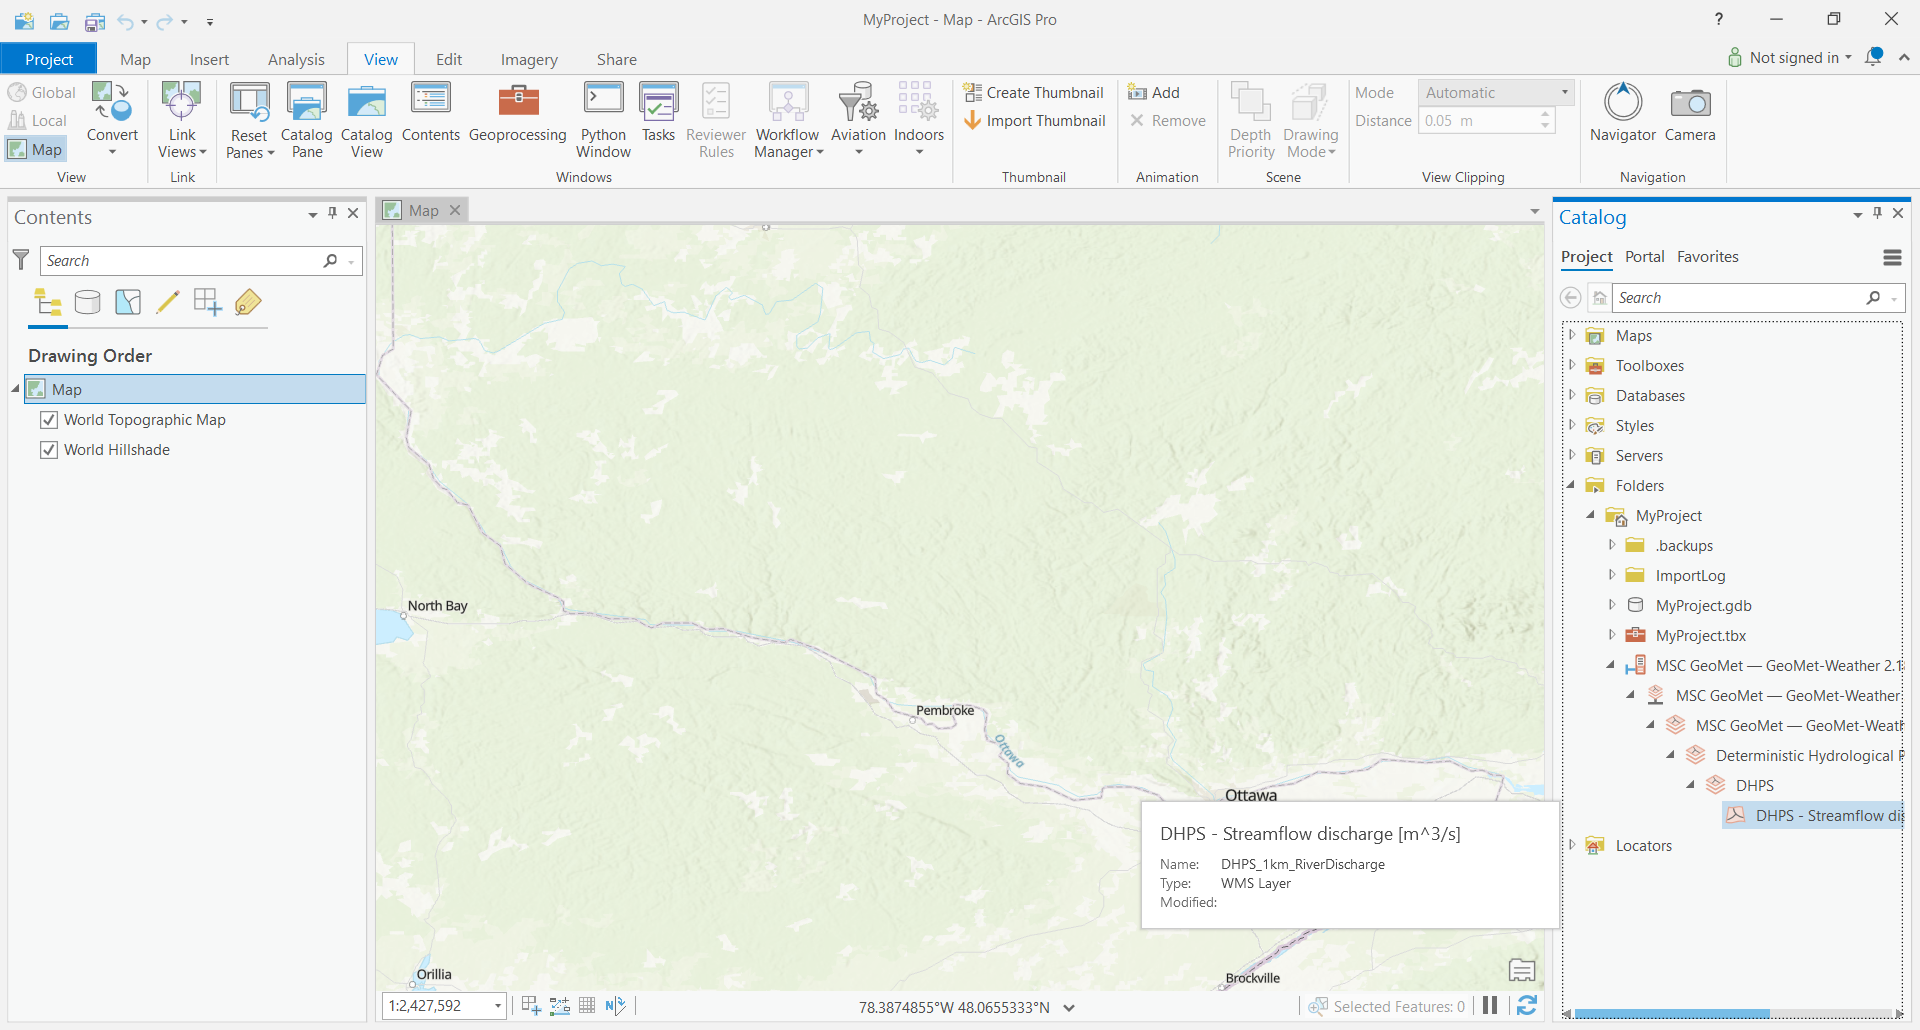 MyProject - Map - ArcGIS Pro
?
Project Map Insert Analysis Share View Edit Imagery Share
Not signed in
Global
Local
Map
Convert
View
Link Views
Link
Reset Panes
Catalog Pane
Catalog View
Contents
Geoprocessing
Python Window
Tasks
Reviewer Rules
Workflow Manager
Aviation
Indoors
Windows
Create Thumbnail
Import Thumbnail
Thumbnail
Add
Remove
Animation
Depth Priority
Drawing Mode
Scene
Mode Automatic
Distance 0.05 m
View Clipping
Navigator
Camera
Navigation
Contents
Search
Drawing Order
Map
World Topographic Map
World Hillshade
Map
North Bay
Pembroke
Ottawa
Ottawa
Orillia
Brockville
DHPS - Streamflow discharge [m^3/s]
Name: DHPS_1km_RiverDischarge
Type: WMS Layer
Modified:
1:2,427,592
78.3874855°W 48.0655333°N
Selected Features: 0
Catalog
Project Portal Favorites
Search
Maps
Toolboxes
Databases
Styles
Servers
Folders
MyProject
.backups
ImportLog
MyProject.gdb
MyProject.tbx
MSC GeoMet — GeoMet-Weather 2.1
MSC GeoMet — GeoMet-Weather
MSC GeoMet — GeoMet-Weath
Deterministic Hydrological P
DHPS
DHPS - Streamflow di
Locators